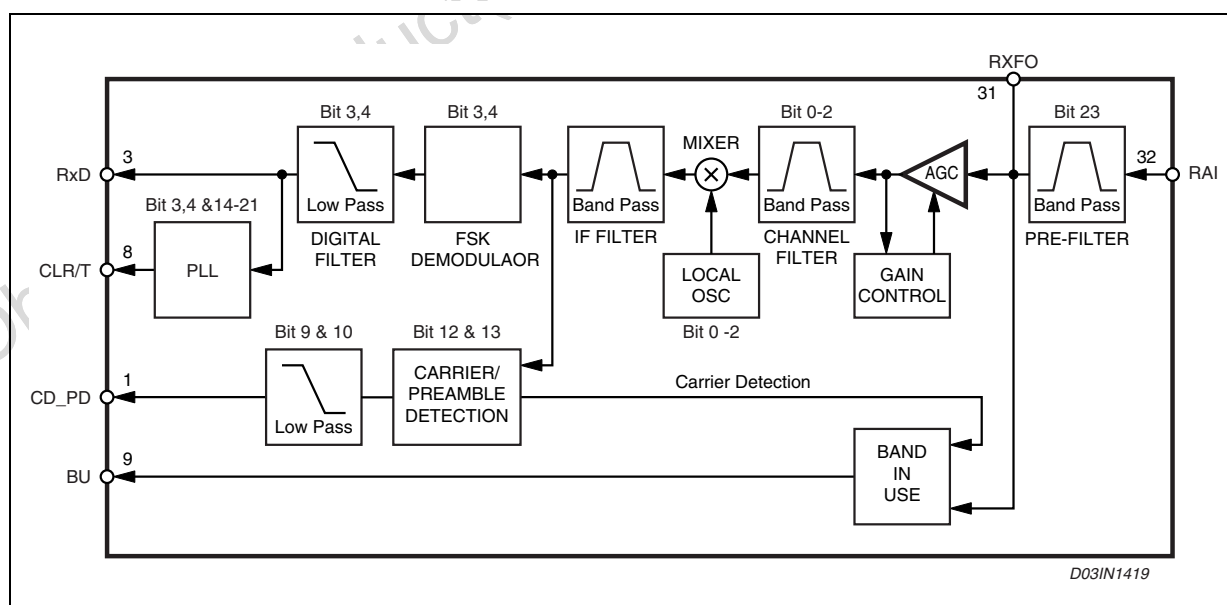 RXFO
31
Bit 3,4
Bit 3,4
Bit 0-2
Bit 23
MIXER
3
RxD
AGC
32
RAI
Low Pass
Band Pass
Band Pass
Band Pass
Bit 3,4 &14-21
DIGITAL
FILTER
FSK
DEMODULAOR
IF FILTER
CHANNEL
FILTER
PRE-FILTER
8
CLR/T
PLL
LOCAL
OSC
GAIN
CONTROL
Bit 9 & 10
Bit 12 & 13
Bit 0 -2
1
CD_PD
Low Pass
CARRIER/
PREAMBLE
DETECTION
Carrier Detection
9
BU
BAND
IN
USE
D03IN1419